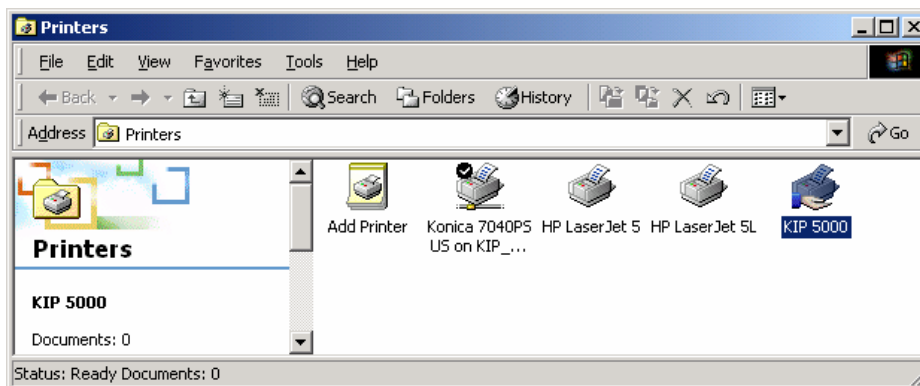 Printers
File Edit View Favorites Tools Help
Back Search Folders History
Address Printers Go
Printers
KIP 5000
Documents: 0
Add Printer
Konica 7040PS
US on KIP_...
HP LaserJet 5
HP LaserJet 5L
KIP 5000
Status: Ready Documents: 0